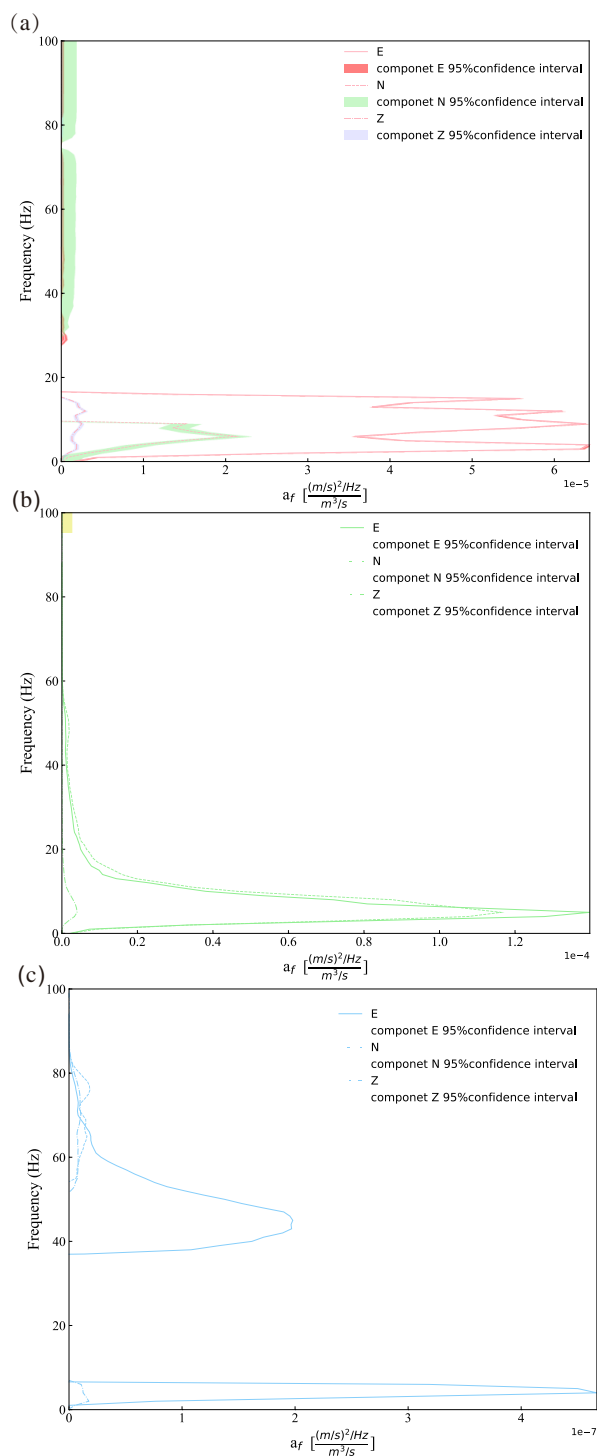 (a)
100
80
60
40
20
0
Frequency (Hz)
E
componet E 95%confidence interval
N
componet N 95%confidence interval
Z
componet Z 95%confidence interval
0 1 2 3 4 5 6
1e−5
a_f [(m/s)²/Hz / m³/s]
(b)
100
80
60
40
20
0
Frequency (Hz)
E
componet E 95%confidence interval
N
componet N 95%confidence interval
Z
componet Z 95%confidence interval
0.0 0.2 0.4 0.6 0.8 1.0 1.2
1e−4
a_f [(m/s)²/Hz / m³/s]
(c)
100
80
60
40
20
0
Frequency (Hz)
E
componet E 95%confidence interval
N
componet N 95%confidence interval
Z
componet Z 95%confidence interval
0 1 2 3 4
1e−7
a_f [(m/s)²/Hz / m³/s]